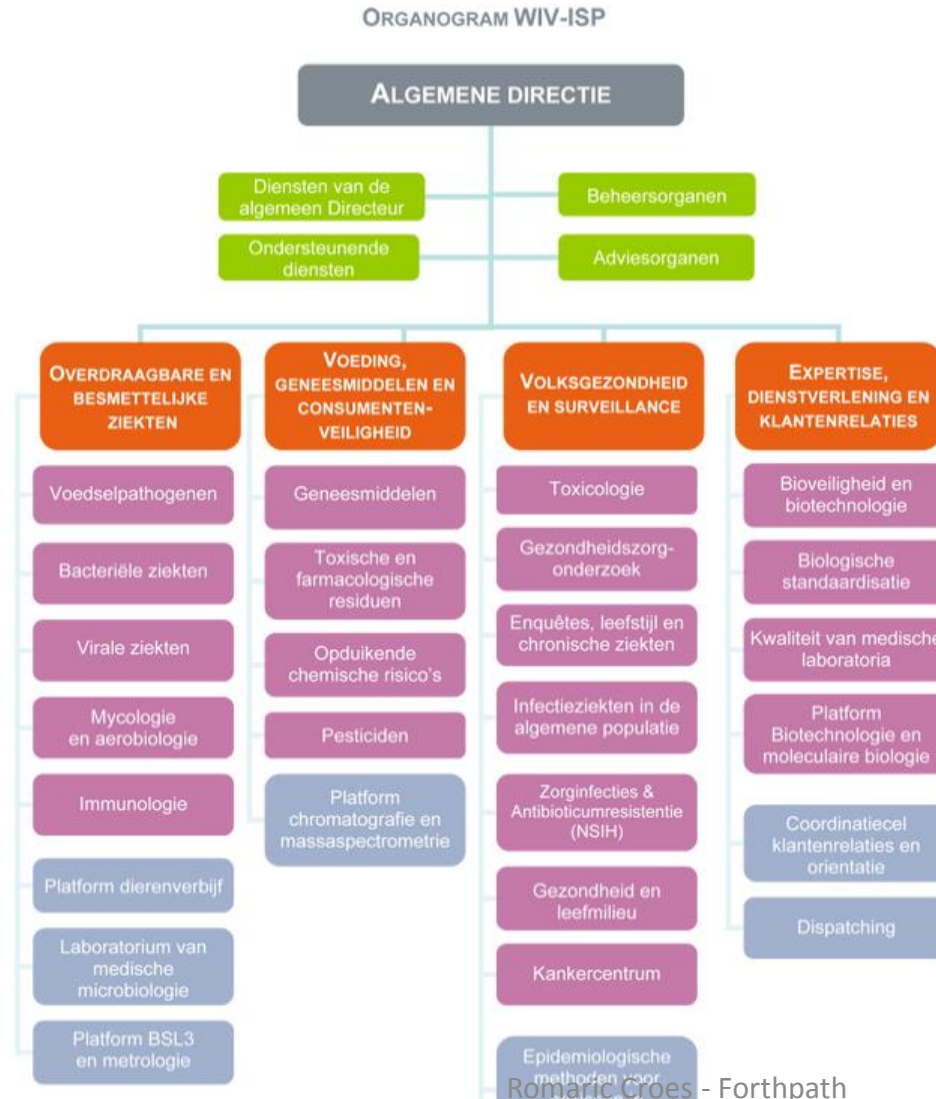 ORGANOGRAM WIV-ISP
ALGEMENE DIRECTIE
Diensten van de
algemeen Directeur
Beheersorganen
Ondersteunende
diensten
Adviesorganen
OVERDRAAGBARE EN
BESMETTELIJKE
ZIEKTEN
Voedselpathogenen
Bacteriële ziekten
Virale ziekten
Mycologie
en aerobiologie
Immunologie
Platform dierenverbijf
Laboratorium van
medische
microbiologie
Platform BSL3
en metrologie
VOEDING,
GENEESMIDDELEN EN
CONSUMENTEN-
VEILIGHEID
Geneesmiddelen
Toxische en
farmacologische
residuen
Opduikende
chemische risico's
Pesticiden
Platform
chromatografie en
massaspectrometrie
VOLKSGEZONDHEID
EN SURVEILLANCE
Toxicologie
Gezondheidszorg-
onderzoek
Enquêtes, leefstijl en
chronische ziekten
Infectieziekten in de
algemene populatie
Zorginfecties &
Antibioticumresistentie
(NSIH)
Gezondheid en
leefmilieu
Kankercentrum
Epidemiologische
methoden voor
EXPERTISE,
DIENSTVERLENING EN
KLANTENRELATIES
Bioveiligheid en
biotechnologie
Biologische
standaardisatie
Kwaliteit van medische
laboratoria
Platform
Biotechnologie en
moleculaire biologie
Coordinatiecel
klantenrelaties en
orientatie
Dispatching
Romaric Croes - Forthpath